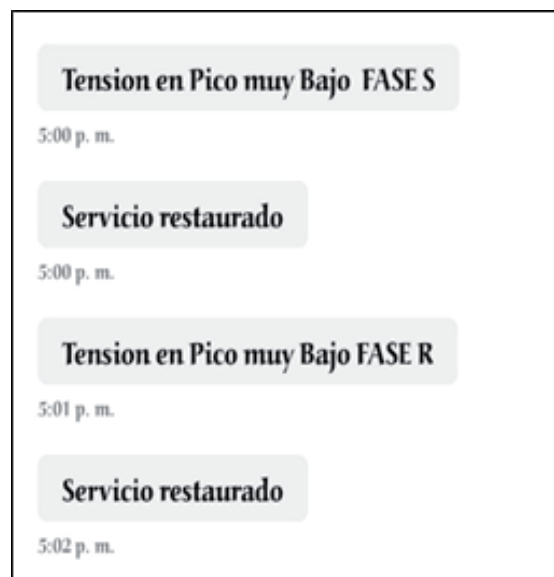 Tension en Pico muy Bajo  FASE S
5:00 p. m.
Servicio restaurado
5:00 p. m.
Tension en Pico muy Bajo FASE R
5:01 p. m.
Servicio restaurado
5:02 p. m.